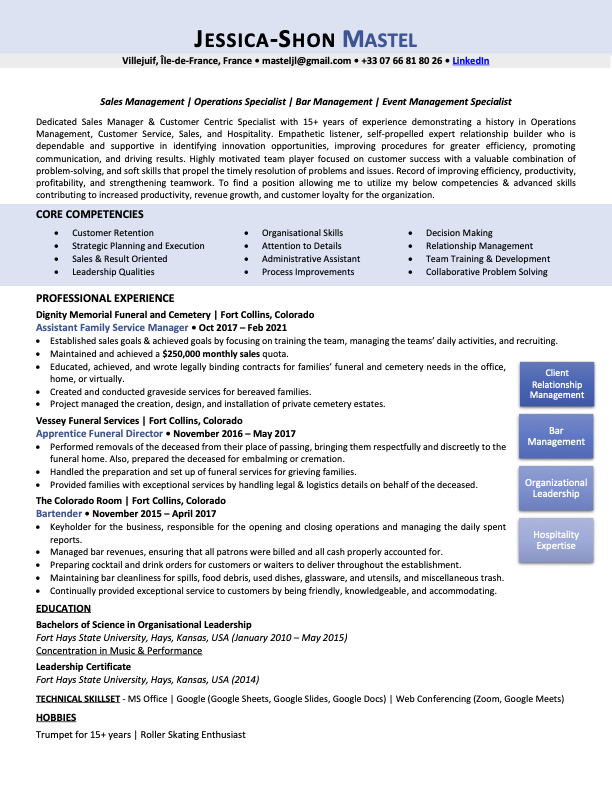 JESSICA-SHON MASTEL
Villejuif, Île-de-France, France • masteljl@gmail.com • +33 07 66 81 80 26 • LinkedIn
Sales Management | Operations Specialist | Bar Management | Event Management Specialist
Dedicated Sales Manager & Customer Centric Specialist with 15+ years of experience demonstrating a history in Operations
Management, Customer Service, Sales, and Hospitality. Empathetic listener, self-propelled expert relationship builder who is
dependable and supportive in identifying innovation opportunities, improving procedures for greater efficiency, promoting
communication, and driving results. Highly motivated team player focused on customer success with a valuable combination of
problem-solving, and soft skills that propel the timely resolution of problems and issues. Record of improving efficiency, productivity,
profitability, and strengthening teamwork. To find a position allowing me to utilize my below competencies & advanced skills
contributing to increased productivity, revenue growth, and customer loyalty for the organization.
CORE COMPETENCIES
• Customer Retention
• Strategic Planning and Execution
• Sales & Result Oriented
• Leadership Qualities
• Organisational Skills
• Attention to Details
• Administrative Assistant
• Process Improvements
• Decision Making
• Relationship Management
• Team Training & Development
• Collaborative Problem Solving
PROFESSIONAL EXPERIENCE
Dignity Memorial Funeral and Cemetery | Fort Collins, Colorado
Assistant Family Service Manager • Oct 2017 – Feb 2021
• Established sales goals & achieved goals by focusing on training the team, managing the teams' daily activities, and recruiting.
• Maintained and achieved a $250,000 monthly sales quota.
• Educated, achieved, and wrote legally binding contracts for families' funeral and cemetery needs in the office,
home, or virtually.
• Created and conducted graveside services for bereaved families.
• Project managed the creation, design, and installation of private cemetery estates.
Vessey Funeral Services | Fort Collins, Colorado
Apprentice Funeral Director • November 2016 – May 2017
• Performed removals of the deceased from their place of passing, bringing them respectfully and discreetly to the
funeral home. Also, prepared the deceased for embalming or cremation.
• Handled the preparation and set up of funeral services for grieving families.
• Provided families with exceptional services by handling legal & logistics details on behalf of the deceased.
The Colorado Room | Fort Collins, Colorado
Bartender • November 2015 – April 2017
• Keyholder for the business, responsible for the opening and closing operations and managing the daily spent
reports.
• Managed bar revenues, ensuring that all patrons were billed and all cash properly accounted for.
• Preparing cocktail and drink orders for customers or waiters to deliver throughout the establishment.
• Maintaining bar cleanliness for spills, food debris, used dishes, glassware, and utensils, and miscellaneous trash.
• Continually provided exceptional service to customers by being friendly, knowledgeable, and accommodating.
Client
Relationship
Management
Bar
Management
Organizational
Leadership
Hospitality
Expertise
EDUCATION
Bachelors of Science in Organisational Leadership
Fort Hays State University, Hays, Kansas, USA (January 2010 – May 2015)
Concentration in Music & Performance
Leadership Certificate
Fort Hays State University, Hays, Kansas, USA (2014)
TECHNICAL SKILLSET - MS Office | Google (Google Sheets, Google Slides, Google Docs) | Web Conferencing (Zoom, Google Meets)
HOBBIES
Trumpet for 15+ years | Roller Skating Enthusiast